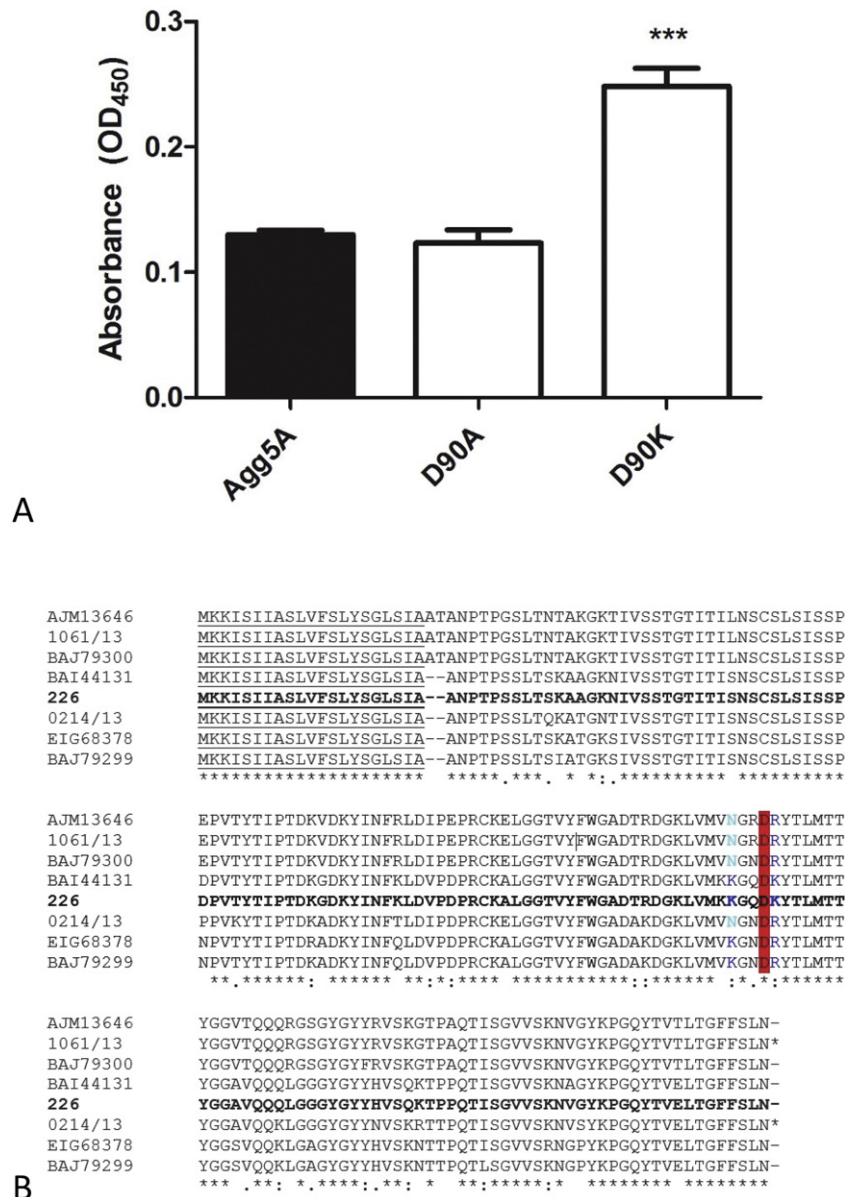 0.3
***
0.2
0.1
0.0
Absorbance (OD450)
Agg5A
D90A
D90K
A
AJM13646 MKKISIIASLVFSLYSGLSIAATANPTPGSLTNTAKGKTIVSSTGTITILNSCSLSISSP
1061/13 MKKISIIASLVFSLYSGLSIAATANPTPGSLTNTAKGKTIVSSTGTITILNSCSLSISSP
BAJ79300 MKKISIIASLVFSLYSGLSIAATANPTPGSLTNTAKGKTIVSSTGTITILNSCSLSISSP
BAI44131 MKKISIIASLVFSLYSGLSIA--ANPTPSSLTSKAAGKNIVSSTGTITISNSCSLSISSP
226 MKKISIIASLVFSLYSGLSIA--ANPTPSSLTSKAAGKNIVSSTGTITISNSCSLSISSP
0214/13 MKKISIIASLVFSLYSGLSIA--ANPTPSSLTQKATGNTIVSSTGTITISNSCSLSISSP
EIG68378 MKKISIIASLVFSLYSGLSIA--ANPTPSSLTSKATGKSIVSSTGTITISNSCSLSISSP
BAJ79299 MKKISIIASLVFSLYSGLSIA--ANPTPSSLTSIATGKSIVSSTGTITISNSCSLSISSP
*********************  *****.***. * *:.********** **********
AJM13646 EPVTYTIPTDKVDKYINFRLDIPEPRCKELGGTVYFWGADTRDGKLVMVNGRDRYTLMTT
1061/13 EPVTYTIPTDKVDKYINFRLDIPEPRCKELGGTVYFWGADTRDGKLVMVNGRDRYTLMTT
BAJ79300 EPVTYTIPTDKVDKYINFRLDIPEPRCKELGGTVYFWGADTRDGKLVMVNGNDRYTLMTT
BAI44131 DPVTYTIPTDKGDKYINFKLDVPDPRCKALGGTVYFWGADTRDGKLVMKKGQDKYTLMTT
226 DPVTYTIPTDKGDKYINFKLDVPDPRCKALGGTVYFWGADTRDGKLVMKKGQDKYTLMTT
0214/13 PPVKYTIPTDKADKYINFTLDIPDPRCKALGGTVYFWGADAKDGKLVMVNGNDRYTLMTT
EIG68378 NPVTYTIPTDRADKYINFQLDVPDPRCKALGGTVYFWGADAKDGKLVMVKGNDRYTLMTT
BAJ79299 NPVTYTIPTDKADKYINFQLDVPDPRCKALGGTVYFWGADAKDGKLVMVKGNDRYTLMTT
**.******: ****** **:*:**** ***********::****** :*.*:******
AJM13646 YGGVTQQQRGSGYGYYRVSKGTPAQTISGVVSKNVGYKPGQYTVTLTGFFSLN-
1061/13 YGGVTQQQRGSGYGYYRVSKGTPAQTISGVVSKNVGYKPGQYTVTLTGFFSLN*
BAJ79300 YGGVTQQQRGSGYGYFRVSKGTPAQTISGVVSKNVGYKPGQYTVTLTGFFSLN-
BAI44131 YGGAVQQQLGGGYGYYHVSQKTPPQTISGVVSKNAGYKPGQYTVELTGFFSLN-
226 YGGAVQQQLGGGYGYYHVSQKTPPQTISGVVSKNVGYKPGQYTVELTGFFSLN-
0214/13 YGGAVQQKLGGGYGYYNVSKRTTPQTISGVVSKNVGYKPGQYTVELTGFFSLN*
EIG68378 YGGSVQQKLGAGYGYYHVSKNTTPQTISGVVSRNGPYKPGQYTVELTGFFSLN-
BAJ79299 YGGSVQQKLGAGYGYYHVSKNTTPQTLSGVVSKNGPYKPGQYTVELTGFFSLN-
*** .**: *.****:.**: *  **:*****:*  ******** ********
B